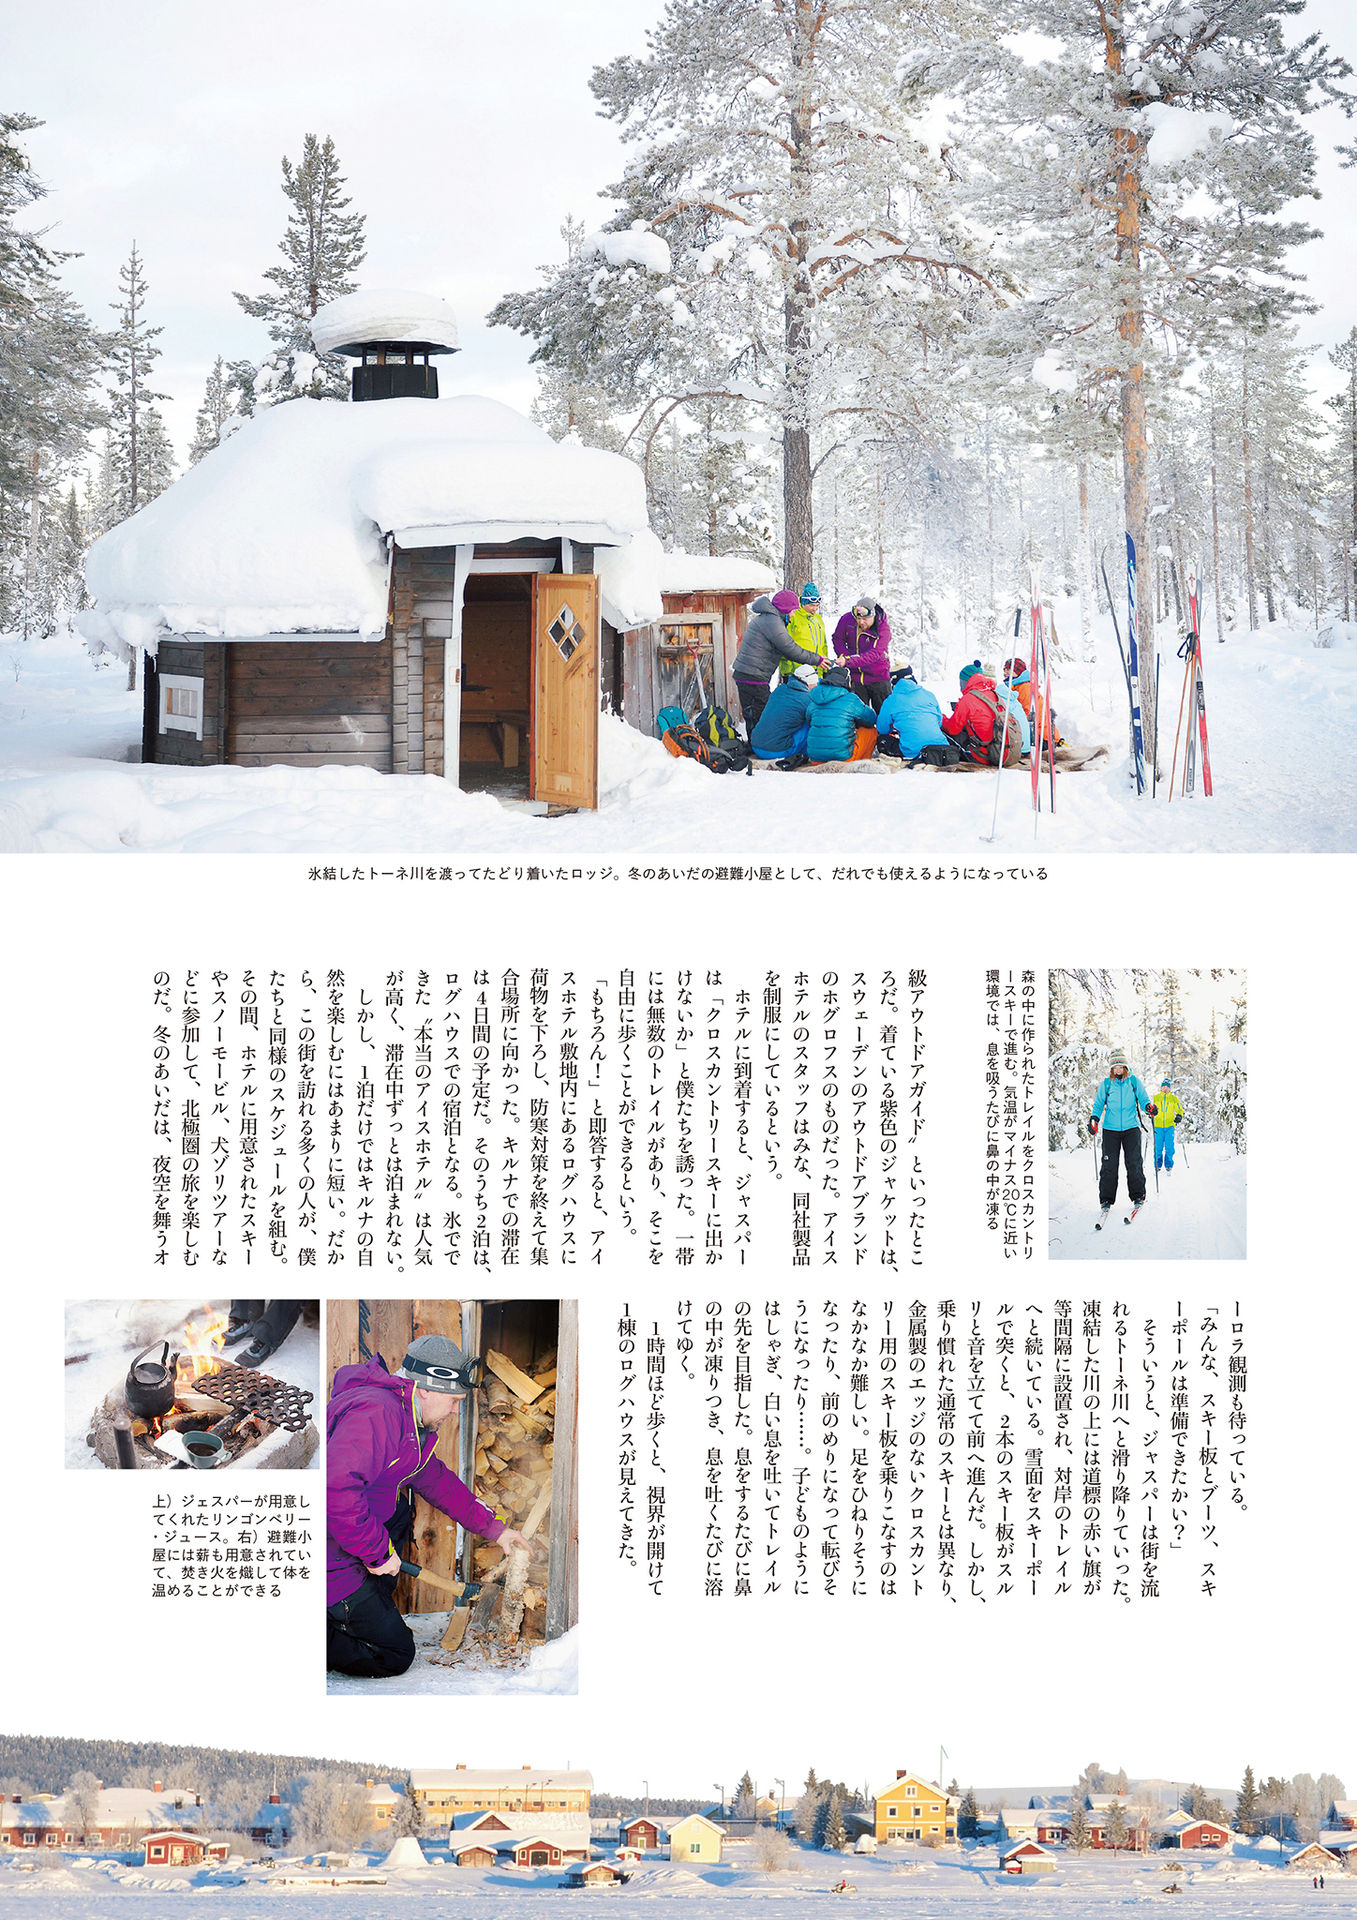 氷結したトーネ川を渡ってたどり着いたロッジ。冬のあいだの避難小屋として、だれでも使えるようになっている
森の中に作られたトレイルをクロスカントリ
ースキーで進む。気温がマイナス20℃に近い
環境では、息を吸うたびに鼻の中が凍る
級アウトドアガイド〟といったとこ
ろだ。着ている紫色のジャケットは、
スウェーデンのアウトドアブランド
のホグロフスのものだった。アイス
ホテルのスタッフはみな、同社製品
を制服にしているという。
　ホテルに到着すると、ジャスパー
は「クロスカントリースキーに出か
けないか」と僕たちを誘った。一帯
には無数のトレイルがあり、そこを
自由に歩くことができるという。
「もちろん！」と即答すると、アイ
スホテル敷地内にあるログハウスに
荷物を下ろし、防寒対策を終えて集
合場所に向かった。キルナでの滞在
は４日間の予定だ。そのうち２泊は、
ログハウスでの宿泊となる。氷でで
きた〝本当のアイスホテル〟は人気
が高く、滞在中ずっとは泊まれない。
　しかし、１泊だけではキルナの自
然を楽しむにはあまりに短い。だか
ら、この街を訪れる多くの人が、僕
たちと同様のスケジュールを組む。
その間、ホテルに用意されたスキー
やスノーモービル、犬ゾリツアーな
どに参加して、北極圏の旅を楽しむ
のだ。冬のあいだは、夜空を舞うオ
ーロラ観測も待っている。
「みんな、スキー板とブーツ、スキ
ーポールは準備できたかい？」
　そういうと、ジャスパーは街を流
れるトーネ川へと滑り降りていった。
凍結した川の上には道標の赤い旗が
等間隔に設置され、対岸のトレイル
へと続いている。雪面をスキーポー
ルで突くと、２本のスキー板がスル
リと音を立てて前へ進んだ。しかし、
乗り慣れた通常のスキーとは異なり、
金属製のエッジのないクロスカント
リー用のスキー板を乗りこなすのは
なかなか難しい。足をひねりそうに
なったり、前のめりになって転びそ
うになったり……。子どものように
はしゃぎ、白い息を吐いてトレイル
の先を目指した。息をするたびに鼻
の中が凍りつき、息を吐くたびに溶
けてゆく。
　１時間ほど歩くと、視界が開けて
１棟のログハウスが見えてきた。
上）ジェスパーが用意し
てくれたリンゴンベリー
・ジュース。右）避難小
屋には薪も用意されてい
て、焚き火を熾して体を
温めることができる